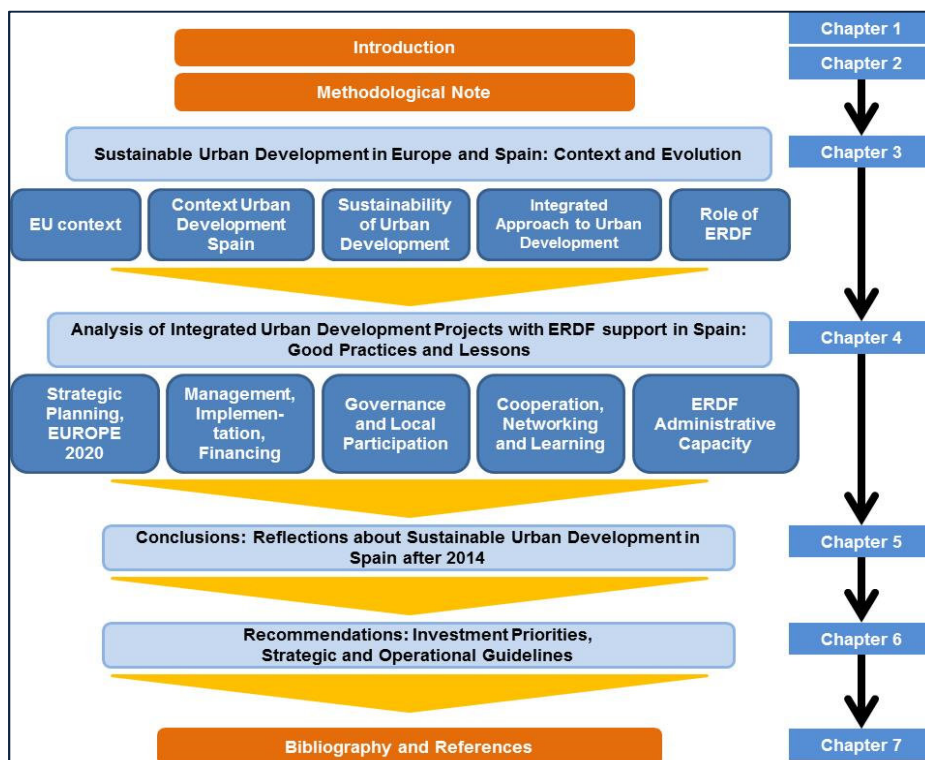 Introduction
Chapter 1
Chapter 2
Methodological Note
Sustainable Urban Development in Europe and Spain: Context and Evolution
Chapter 3
EU context
Context Urban
Development
Spain
Sustainability
of Urban
Development
Integrated
Approach to Urban
Development
Role of
ERDF
Analysis of Integrated Urban Development Projects with ERDF support in Spain:
Good Practices and Lessons
Chapter 4
Strategic
Planning,
EUROPE
2020
Management,
Implemen-
tation,
Financing
Governance
and Local
Participation
Cooperation,
Networking
and Learning
ERDF
Administrative
Capacity
Conclusions: Reflections about Sustainable Urban Development in
Spain after 2014
Chapter 5
Recommendations: Investment Priorities,
Strategic and Operational Guidelines
Chapter 6
Bibliography and References
Chapter 7